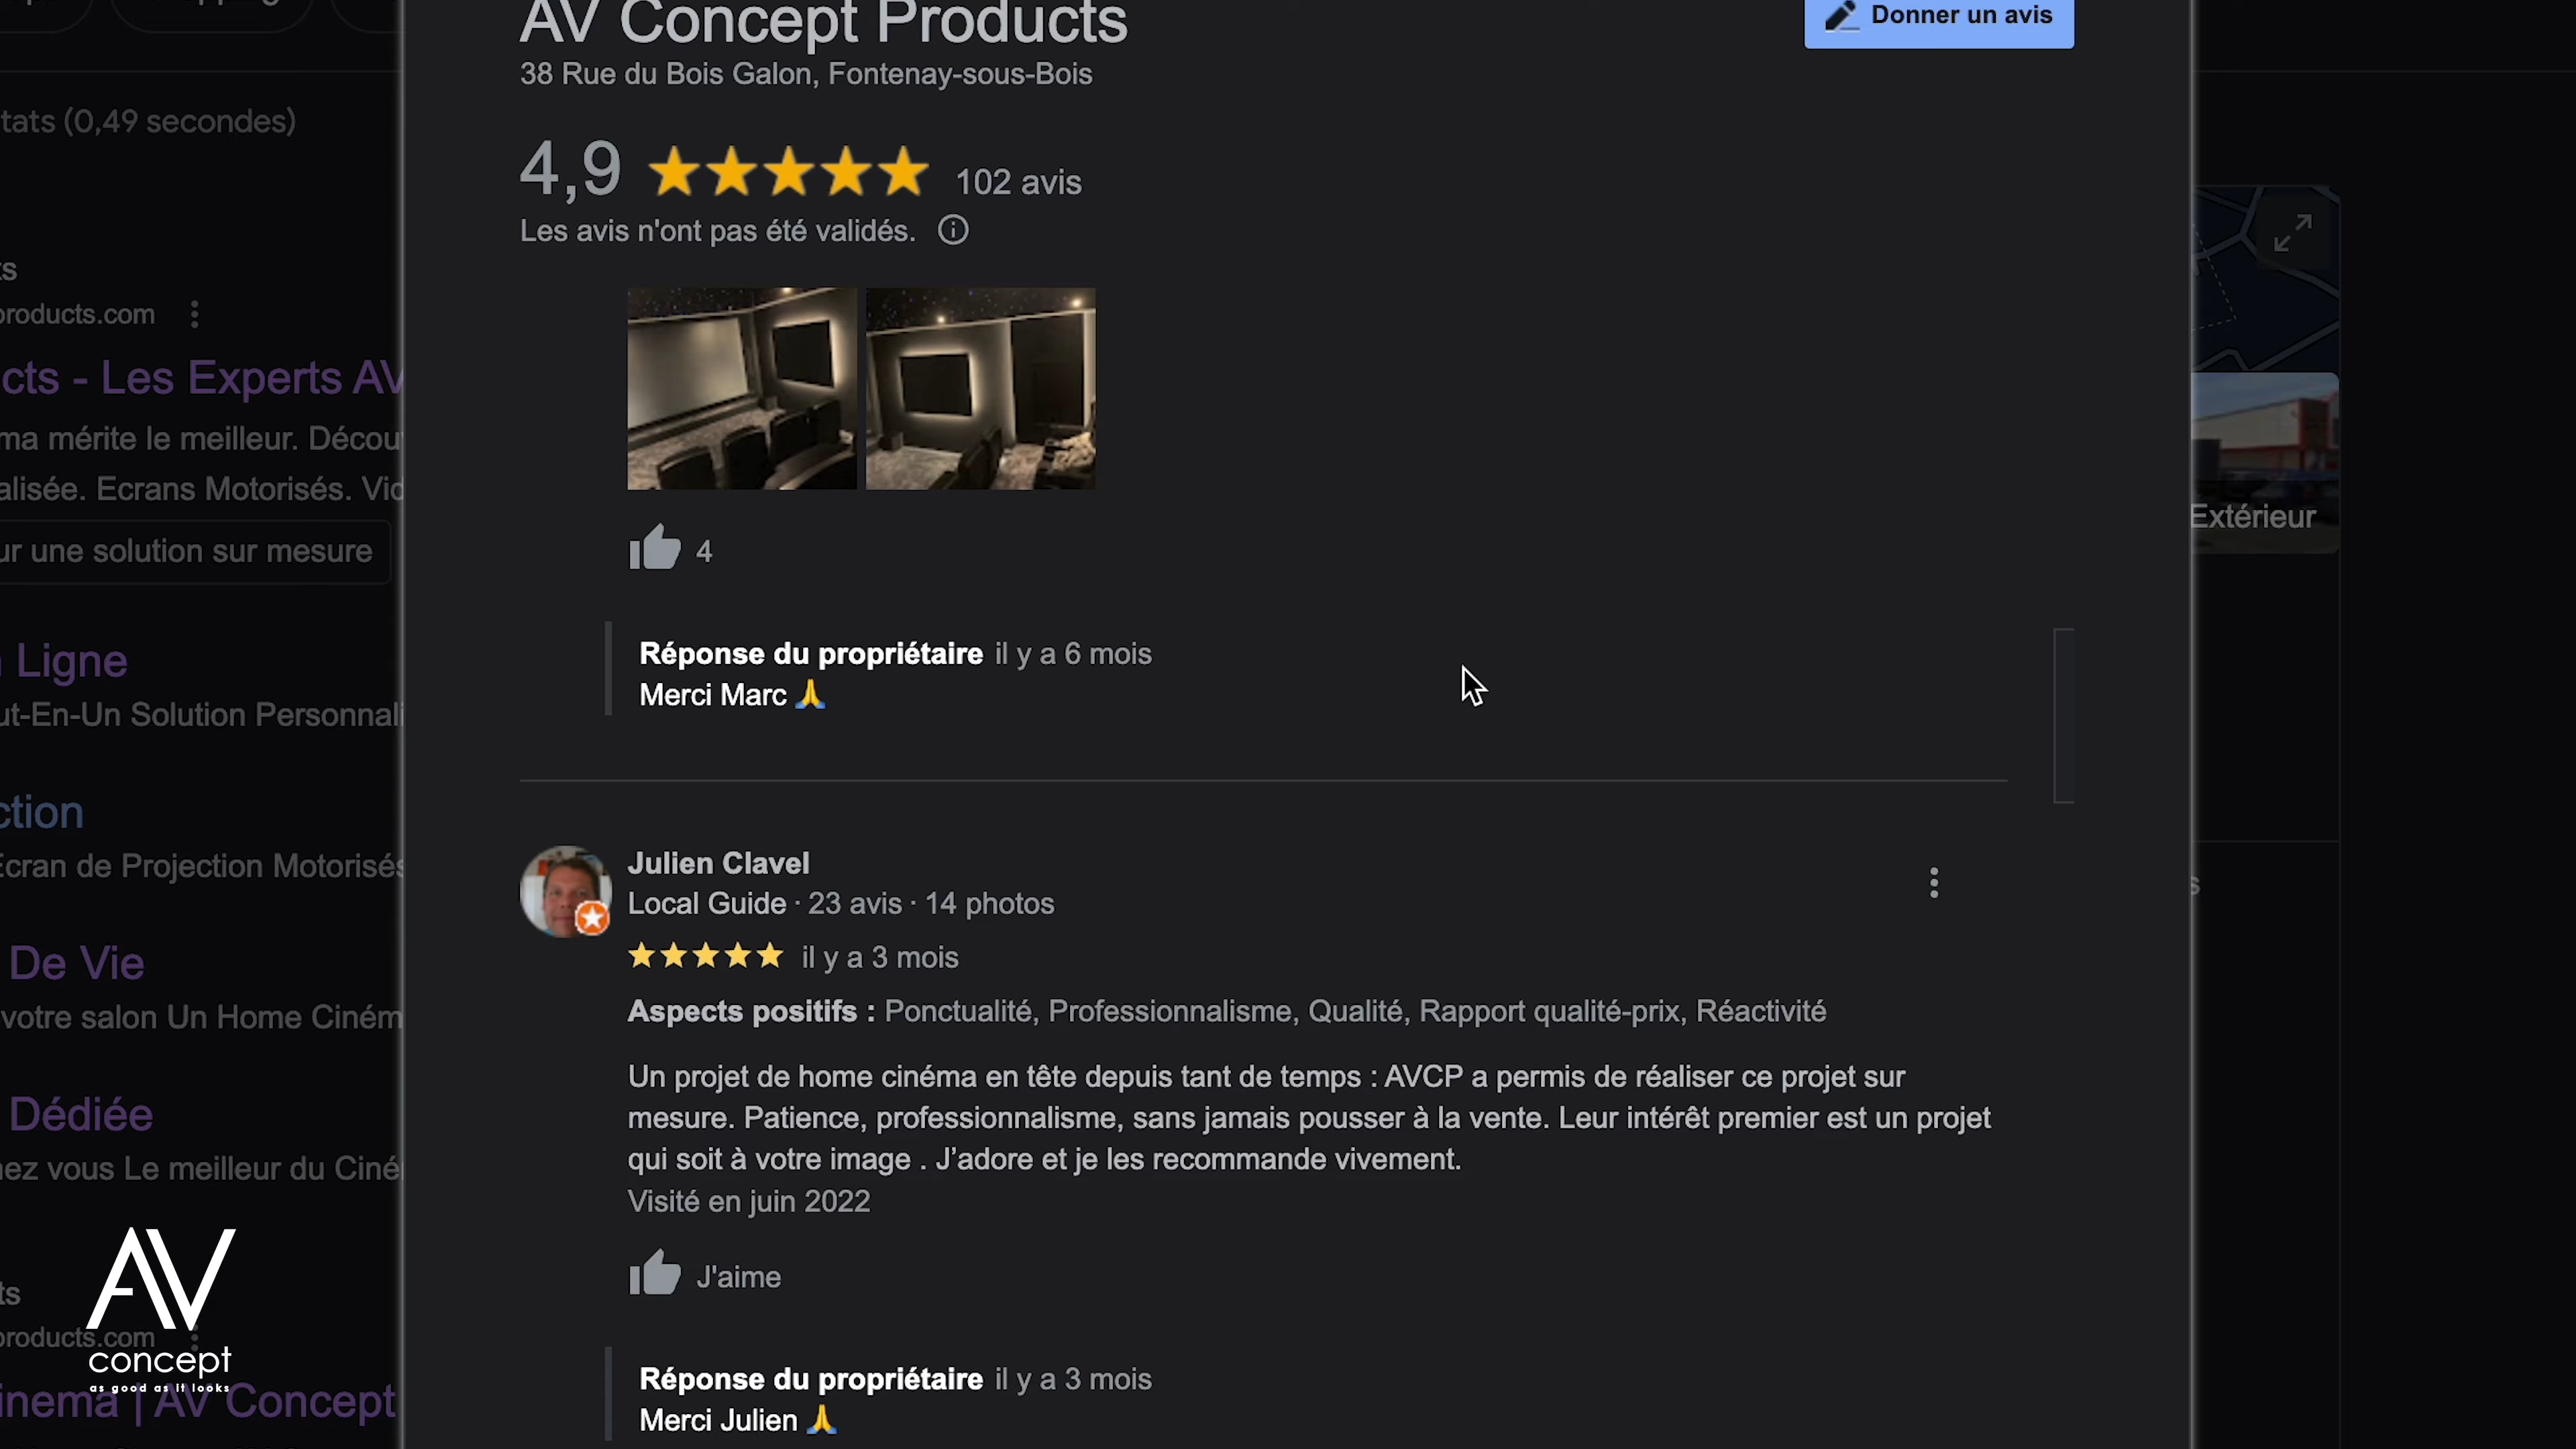 AV Concept Products
Donner un avis
38 Rue du Bois Galon, Fontenay-sous-Bois
4,9
102 avis
Les avis n'ont pas été validés.
4
Réponse du propriétaire il y a 6 mois
Merci Marc 🙏
Julien Clavel
Local Guide · 23 avis · 14 photos
il y a 3 mois
Aspects positifs : Ponctualité, Professionnalisme, Qualité, Rapport qualité-prix, Réactivité
Un projet de home cinéma en tête depuis tant de temps : AVCP a permis de réaliser ce projet sur
mesure. Patience, professionnalisme, sans jamais pousser à la vente. Leur intérêt premier est un projet
qui soit à votre image . J'adore et je les recommande vivement.
Visité en juin 2022
J'aime
Réponse du propriétaire il y a 3 mois
Merci Julien 🙏
tats (0,49 secondes)
ts
products.com
cts - Les Experts AV
ma mérite le meilleur. Décou
alisée. Ecrans Motorisés. Vid
ur une solution sur mesure
Ligne
ut-En-Un Solution Personnali
ction
Ecran de Projection Motorisés
De Vie
votre salon Un Home Ciném
Dédiée
ez vous Le meilleur du Ciné
ts
products.com
inema | AV Concept
AV
concept
as good as it looks
Extérieur
s